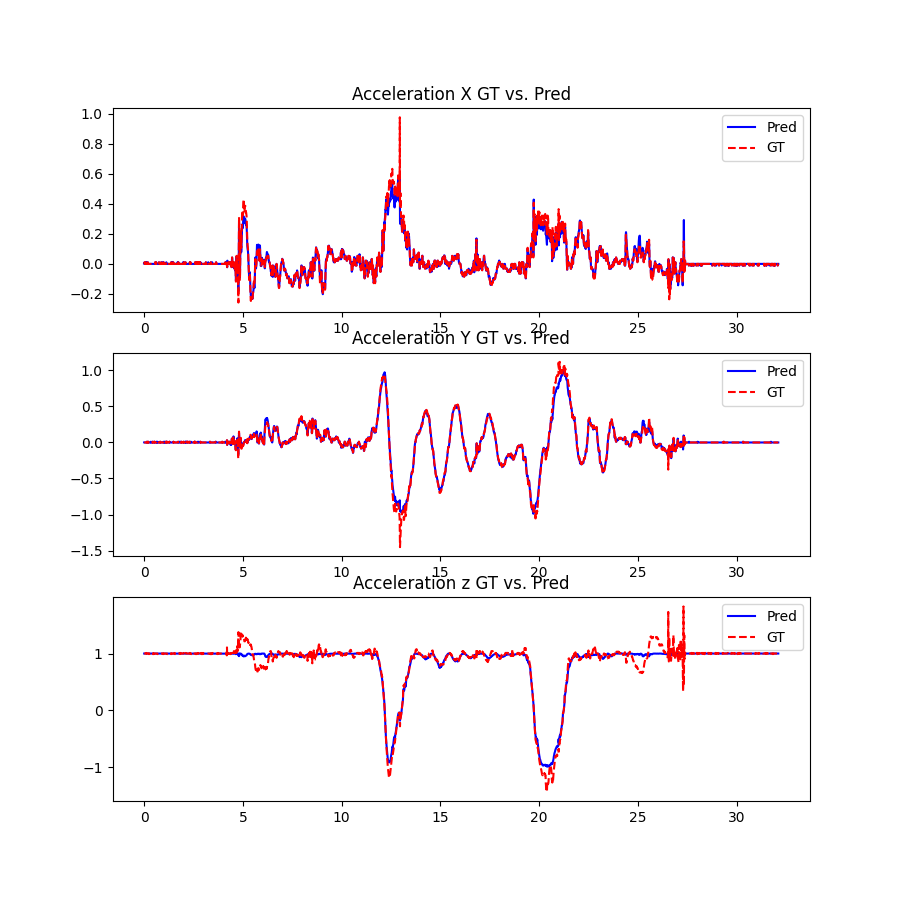 Acceleration X GT vs. Pred
1.0
0.8
0.6
0.4
0.2
0.0
−0.2
Pred
GT
0 5 10 15 20 25 30
Acceleration Y GT vs. Pred
1.0
0.5
0.0
−0.5
−1.0
−1.5
Pred
GT
0 5 10 15 20 25 30
Acceleration z GT vs. Pred
1
0
−1
Pred
GT
0 5 10 15 20 25 30